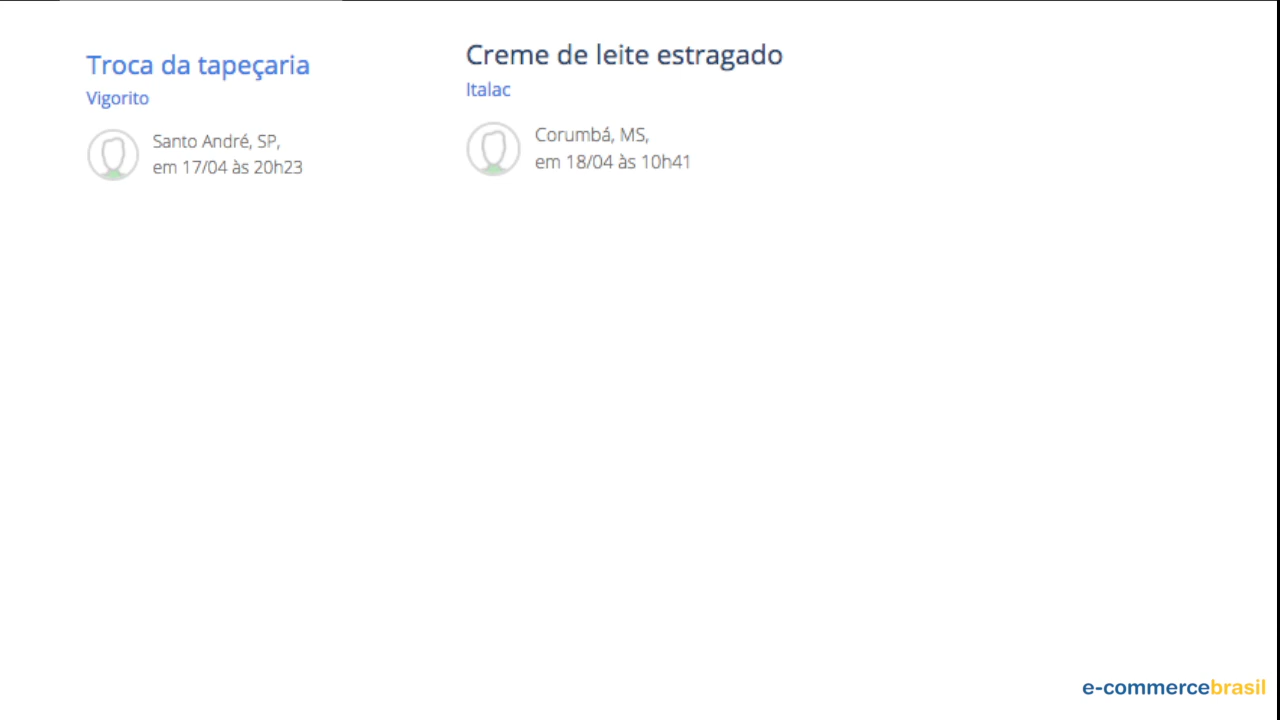 Troca da tapeçaria
Vigorito
Santo André, SP,
em 17/04 às 20h23
Creme de leite estragado
Italac
Corumbá, MS,
em 18/04 às 10h41
e-commercebrasil